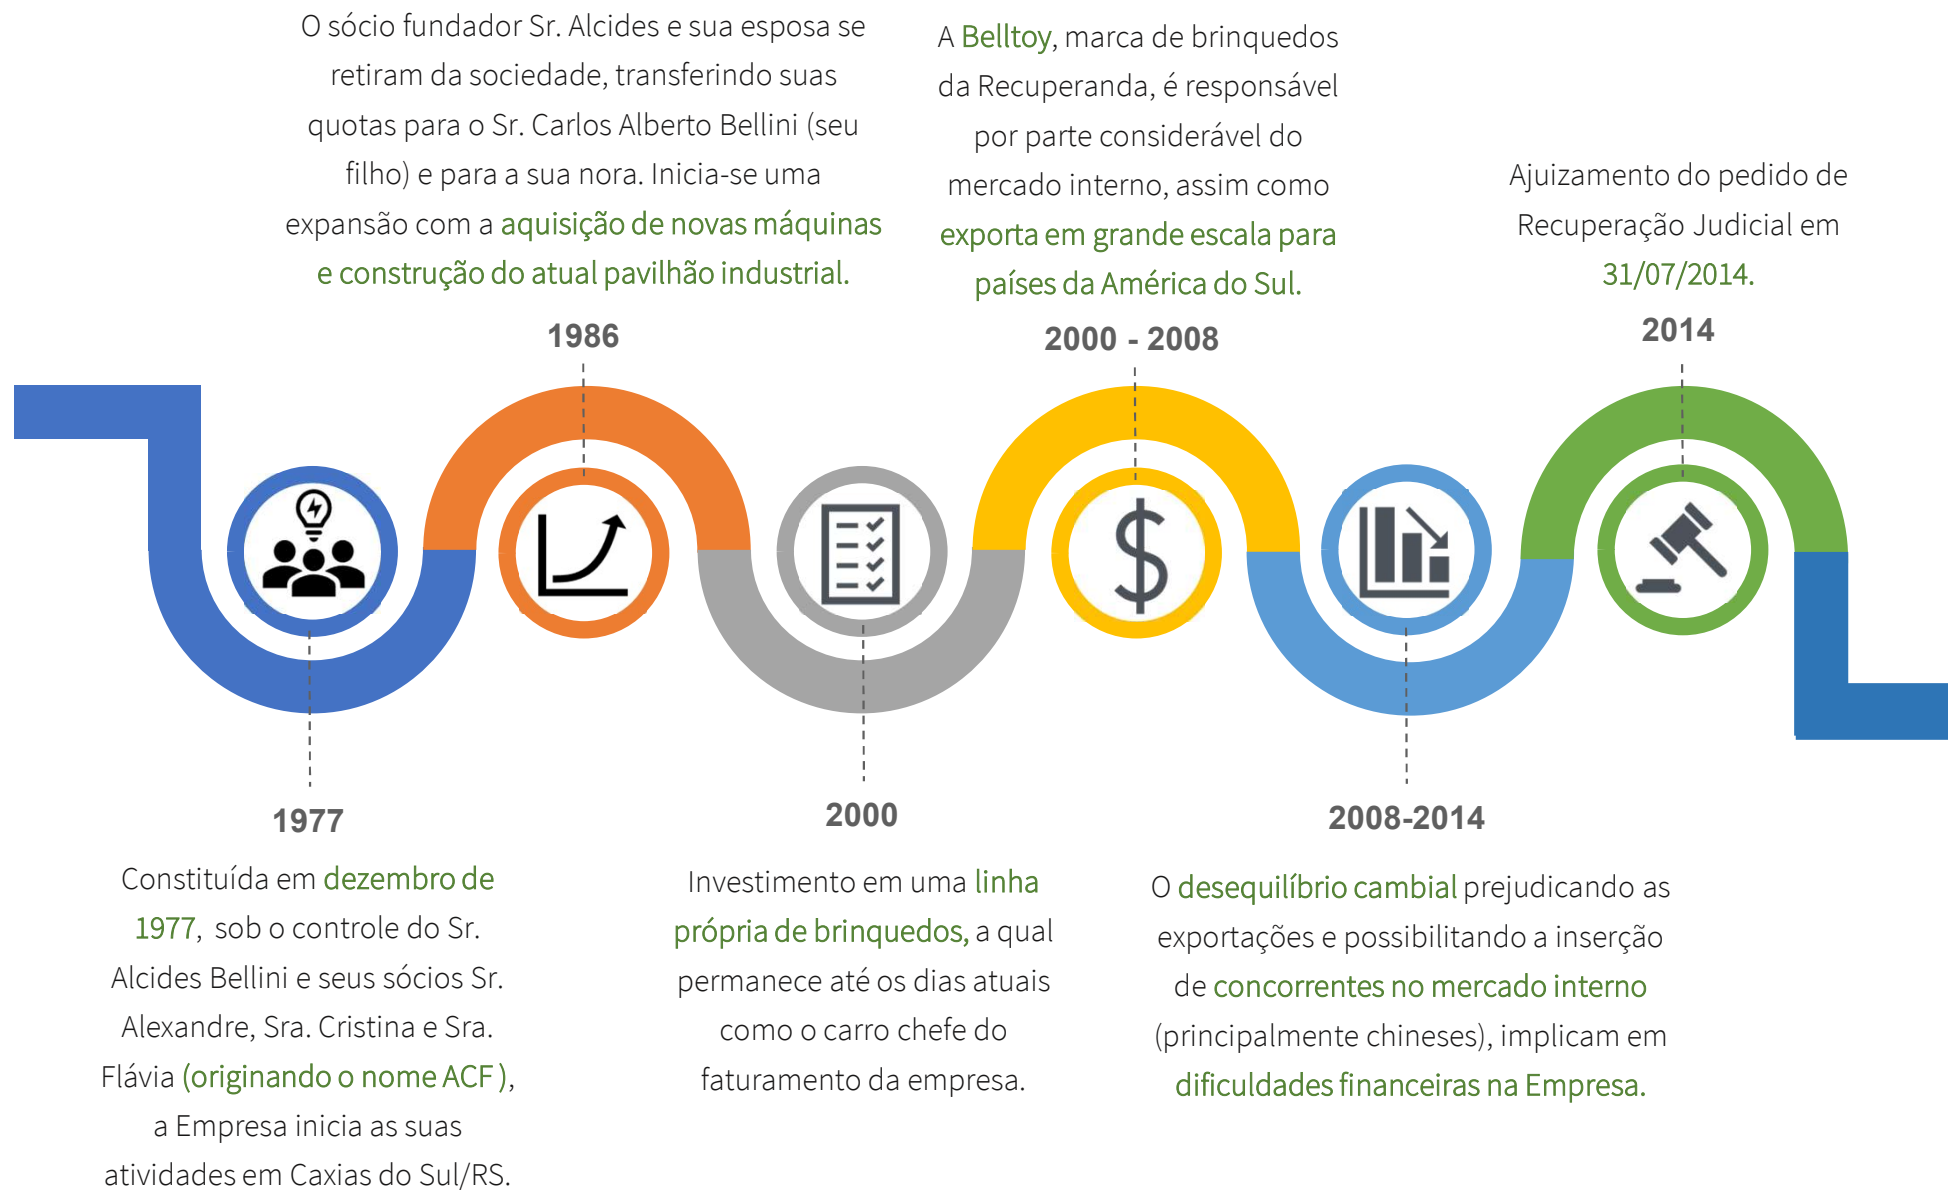 O sócio fundador Sr. Alcides e sua esposa se
retiram da sociedade, transferindo suas
quotas para o Sr. Carlos Alberto Bellini (seu
filho) e para a sua nora. Inicia-se uma
expansão com a aquisição de novas máquinas
e construção do atual pavilhão industrial.
1986
A Belltoy, marca de brinquedos
da Recuperanda, é responsável
por parte considerável do
mercado interno, assim como
exporta em grande escala para
países da América do Sul.
2000 - 2008
Ajuizamento do pedido de
Recuperação Judicial em
31/07/2014.
2014
1977
Constituída em dezembro de
1977, sob o controle do Sr.
Alcides Bellini e seus sócios Sr.
Alexandre, Sra. Cristina e Sra.
Flávia (originando o nome ACF ),
a Empresa inicia as suas
atividades em Caxias do Sul/RS.
2000
Investimento em uma linha
própria de brinquedos, a qual
permanece até os dias atuais
como o carro chefe do
faturamento da empresa.
2008-2014
O desequilíbrio cambial prejudicando as
exportações e possibilitando a inserção
de concorrentes no mercado interno
(principalmente chineses), implicam em
dificuldades financeiras na Empresa.